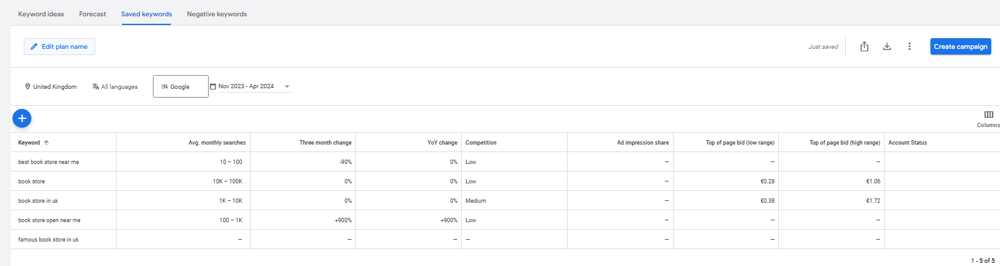 Keyword ideas Forecast Saved keywords Negative keywords
Edit plan name Just saved Create campaign
United Kingdom All languages Google Nov 2023 - Apr 2024
Columns
Keyword Avg. monthly searches Three month change YoY change Competition Ad impression share Top of page bid (low range) Top of page bid (high range) Account Status
best book store near me 10 – 100 -90% 0% Low – – –
book store 10K – 100K 0% 0% Low – €0.28 €1.06
book store in uk 1K – 10K 0% 0% Medium – €0.38 €1.72
book store open near me 100 – 1K +900% +900% Low – – –
famous book store in uk – – – – – – –
1 - 5 of 5